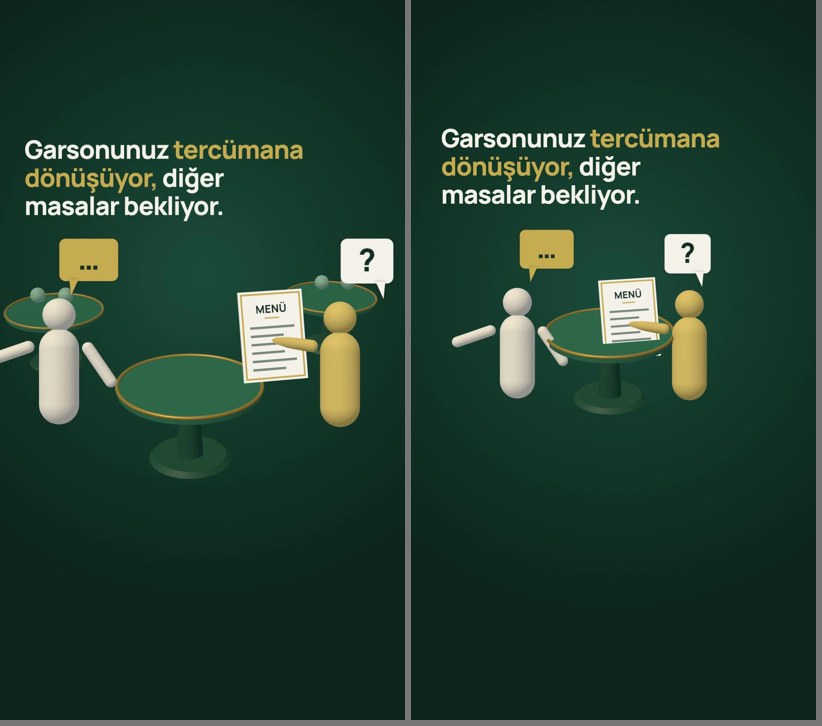 Garsonunuz tercümana
dönüşüyor, diğer
masalar bekliyor.
...
?
MENÜ
Garsonunuz tercümana
dönüşüyor, diğer
masalar bekliyor.
...
?
MENÜ